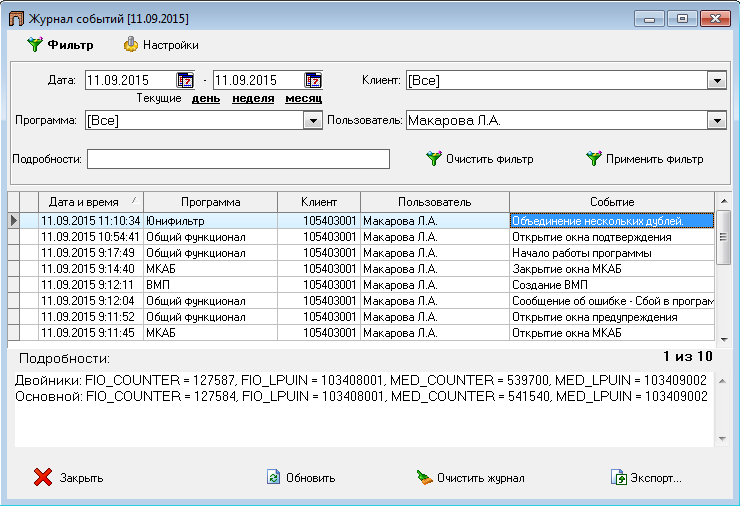 Журнал событий [11.09.2015]
Фильтр Настройки
Дата: 11.09.2015 - 11.09.2015 Клиент: [Все]
Текущие день неделя месяц
Программа: [Все] Пользователь: Макарова Л.А.
Подробности: Очистить фильтр Применить фильтр
Дата и время Программа Клиент Пользователь Событие
11.09.2015 11:10:34 Юнифильтр 105403001 Макарова Л.А. Объединение нескольких дублей.
11.09.2015 10:54:41 Общий функционал 105403001 Макарова Л.А. Открытие окна подтверждения
11.09.2015 9:17:49 Общий функционал 105403001 Макарова Л.А. Начало работы программы
11.09.2015 9:14:40 МКАБ 105403001 Макарова Л.А. Закрытие окна МКАБ
11.09.2015 9:12:11 ВМП 105403001 Макарова Л.А. Создание ВМП
11.09.2015 9:12:04 Общий функционал 105403001 Макарова Л.А. Сообщение об ошибке - Сбой в програм
11.09.2015 9:11:52 Общий функционал 105403001 Макарова Л.А. Открытие окна предупреждения
11.09.2015 9:11:45 МКАБ 105403001 Макарова Л.А. Открытие окна МКАБ
Подробности: 1 из 10
Двойники: FIO_COUNTER = 127587, FIO_LPUIN = 103408001, MED_COUNTER = 539700, MED_LPUIN = 103409002
Основной: FIO_COUNTER = 127584, FIO_LPUIN = 103408001, MED_COUNTER = 541540, MED_LPUIN = 103409002
Закрыть Обновить Очистить журнал Экспорт...